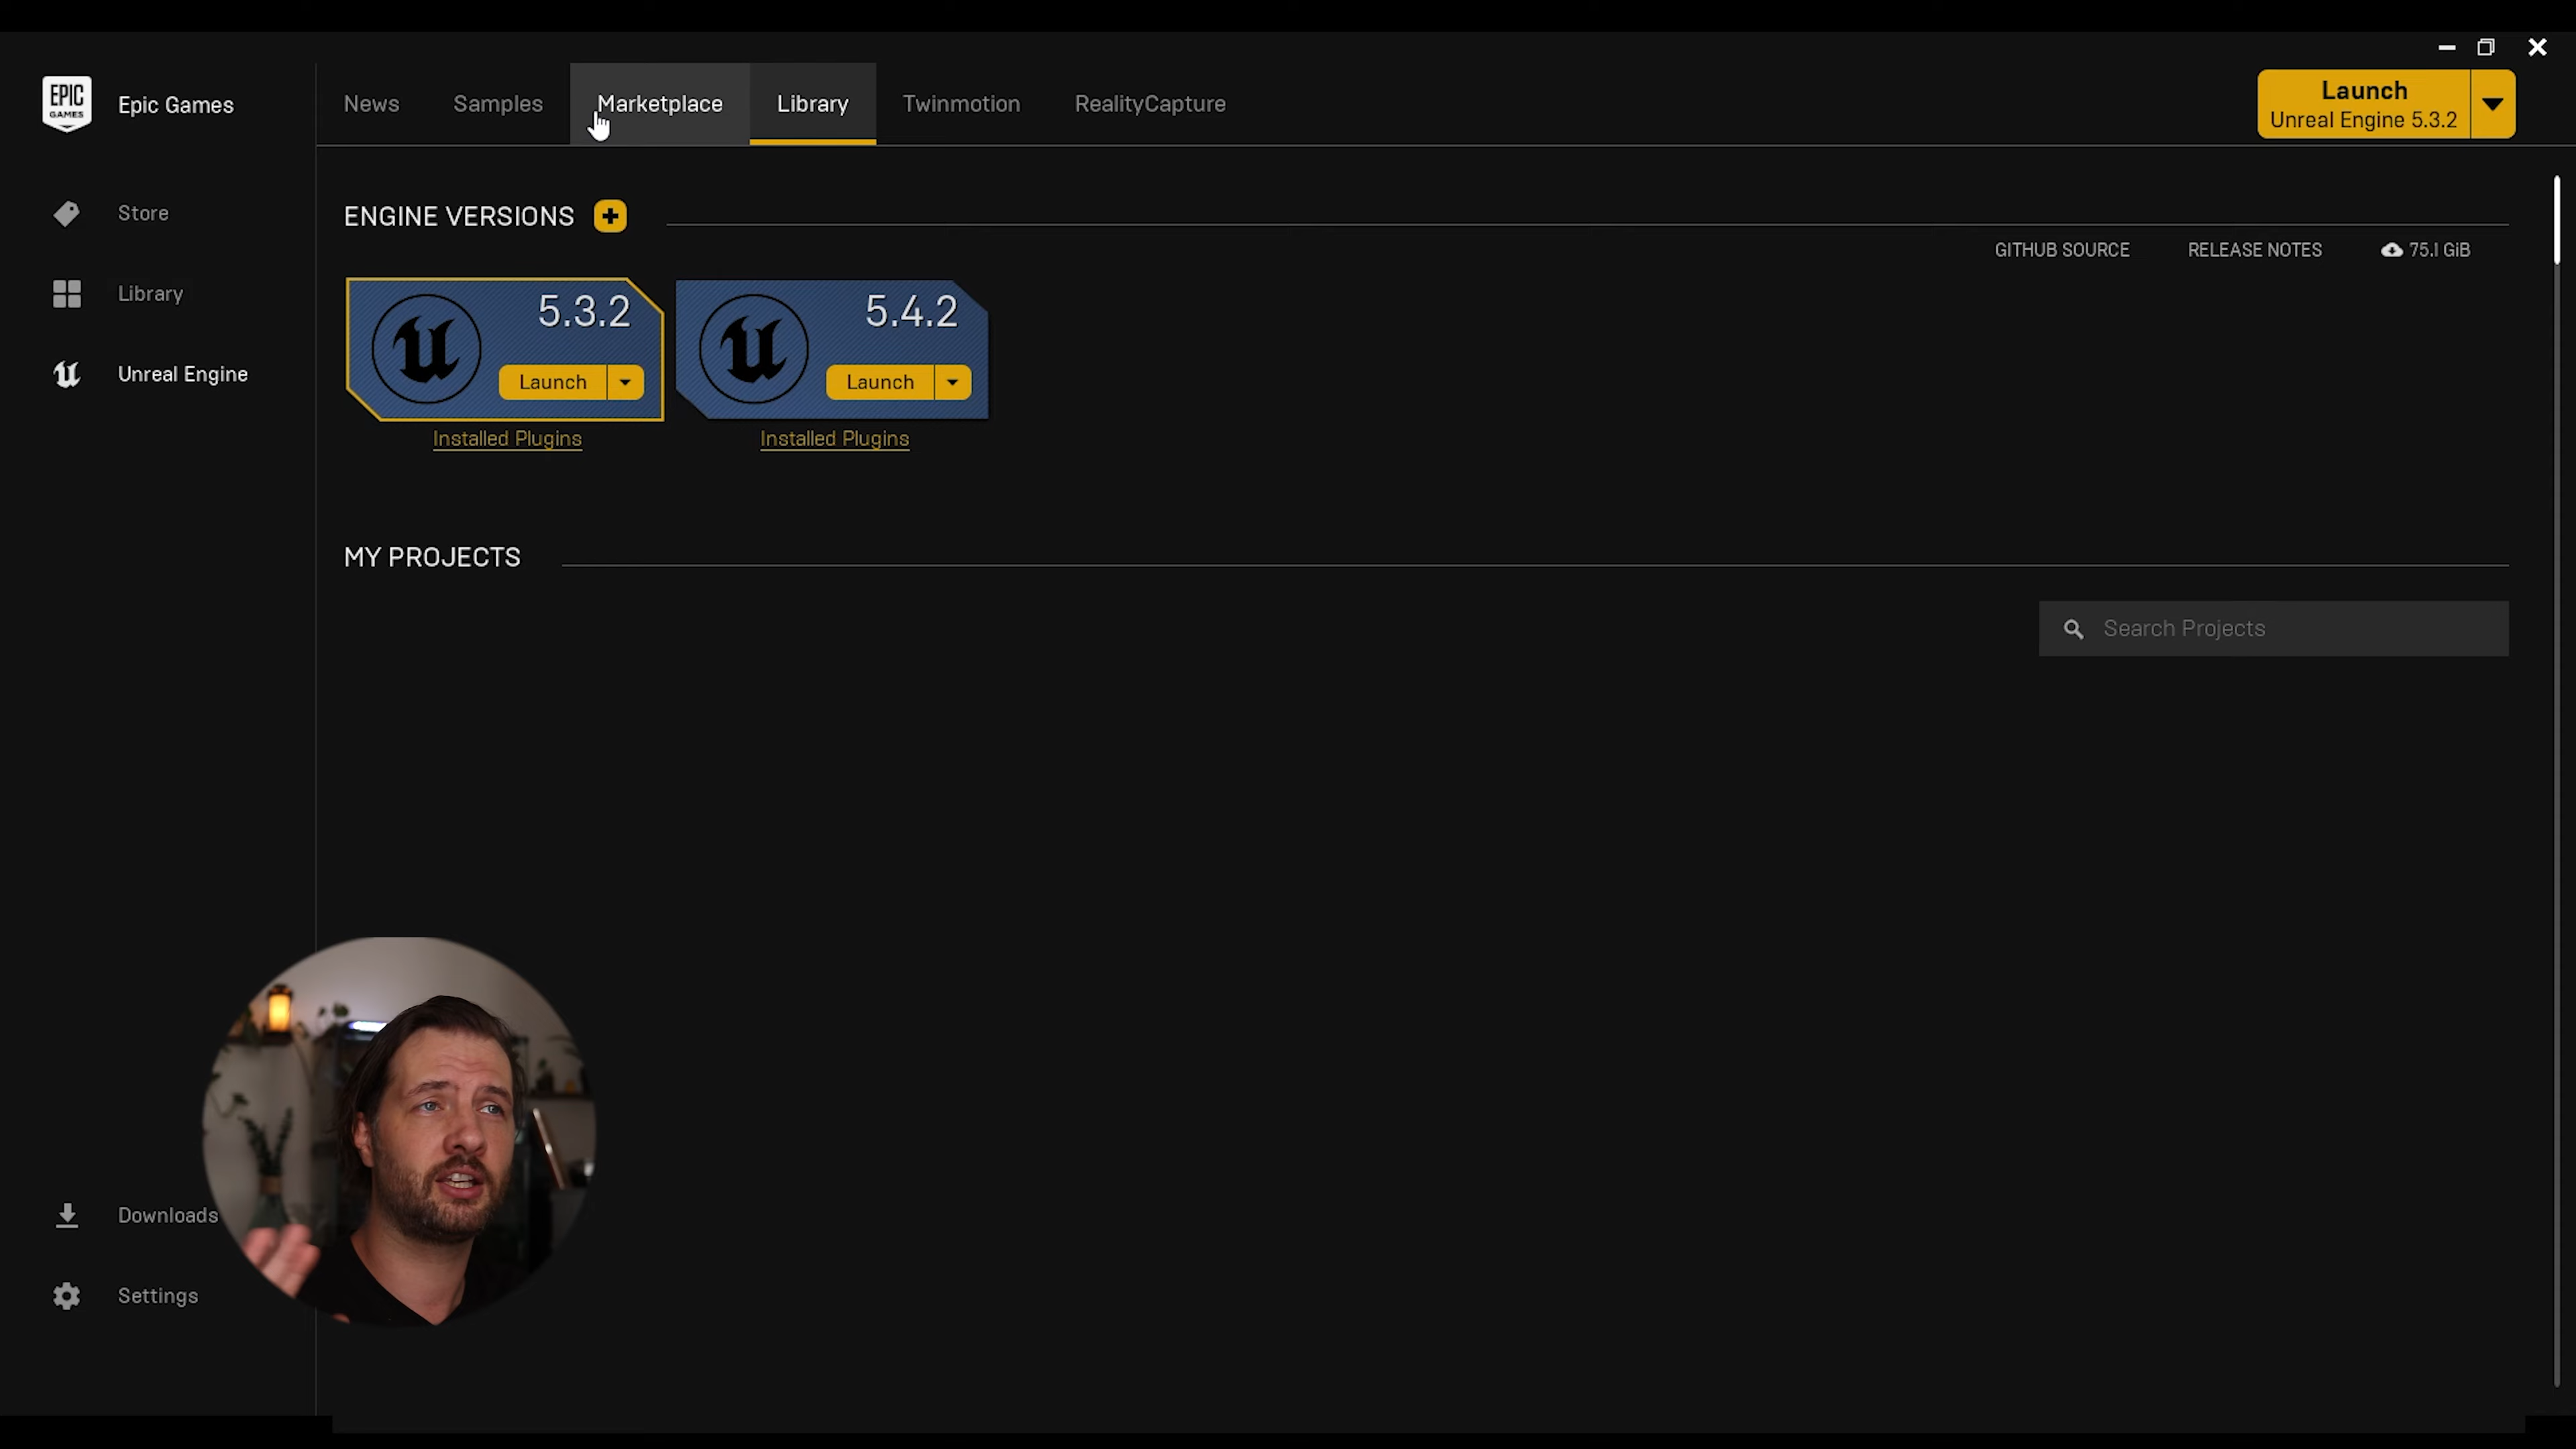 EPIC
GAMES
Epic Games
News
Samples
Marketplace
Library
Twinmotion
RealityCapture
Launch
Unreal Engine 5.3.2
Store
Library
Unreal Engine
ENGINE VERSIONS
GITHUB SOURCE
RELEASE NOTES
75.1 GiB
5.3.2
Launch
Installed Plugins
5.4.2
Launch
Installed Plugins
MY PROJECTS
Search Projects
Downloads
Settings